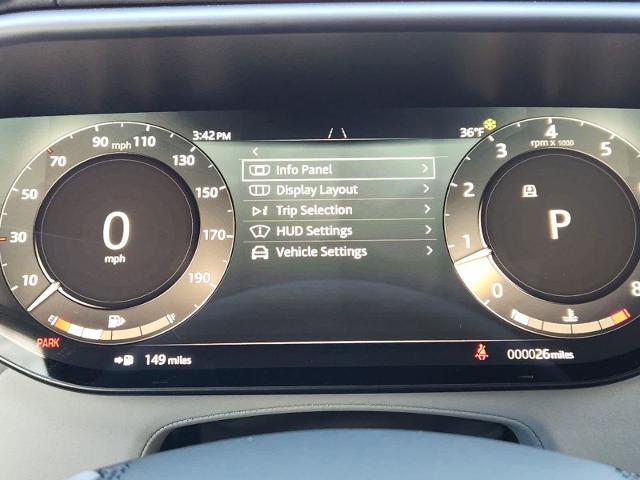 3:42 PM
36°F
<
Info Panel >
Display Layout >
Trip Selection >
HUD Settings >
Vehicle Settings >
10
30
50
70
90 mph 110
130
150
170
190
0
mph
E F
PARK
149 miles
0
1
2
3
4
5
8
rpm x 1000
P
000026miles